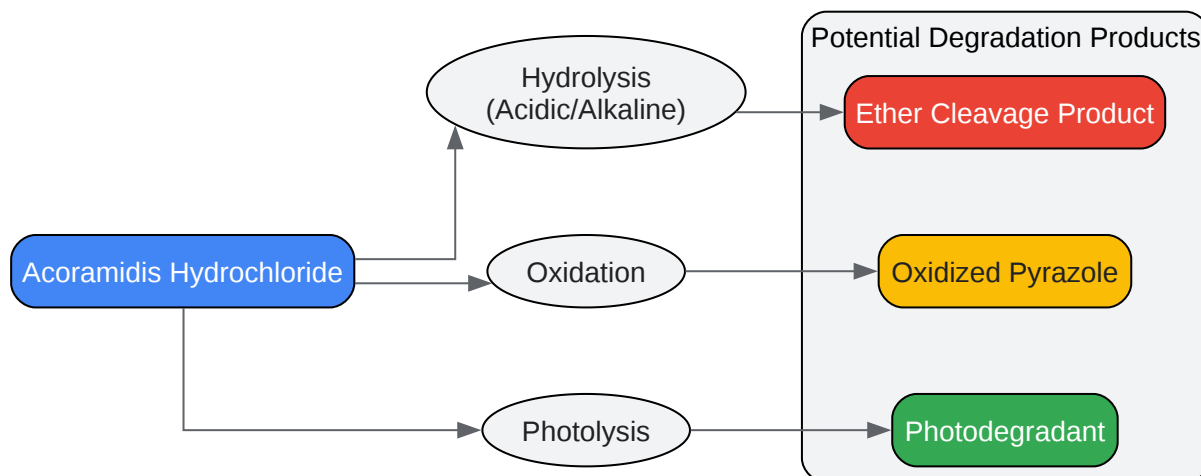 Potential Degradation Products
Hydrolysis
(Acidic/Alkaline)
Ether Cleavage Product
Acoramidis Hydrochloride
Oxidation
Oxidized Pyrazole
Photolysis
Photodegradant